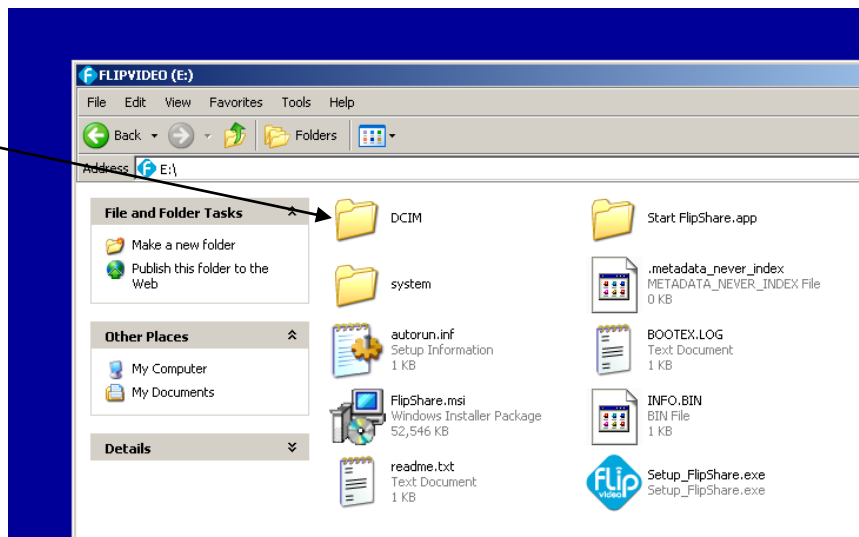 FLIPVIDEO (E:)
File Edit View Favorites Tools Help
Back Folders
Address E:\
File and Folder Tasks
Make a new folder
Publish this folder to the
Web
Other Places
My Computer
My Documents
Details
DCIM
Start FlipShare.app
system
.metadata_never_index
METADATA_NEVER_INDEX File
0 KB
autorun.inf
Setup Information
1 KB
BOOTEX.LOG
Text Document
1 KB
FlipShare.msi
Windows Installer Package
52,546 KB
INFO.BIN
BIN File
1 KB
readme.txt
Text Document
1 KB
flip
video
Setup_FlipShare.exe
Setup_FlipShare.exe